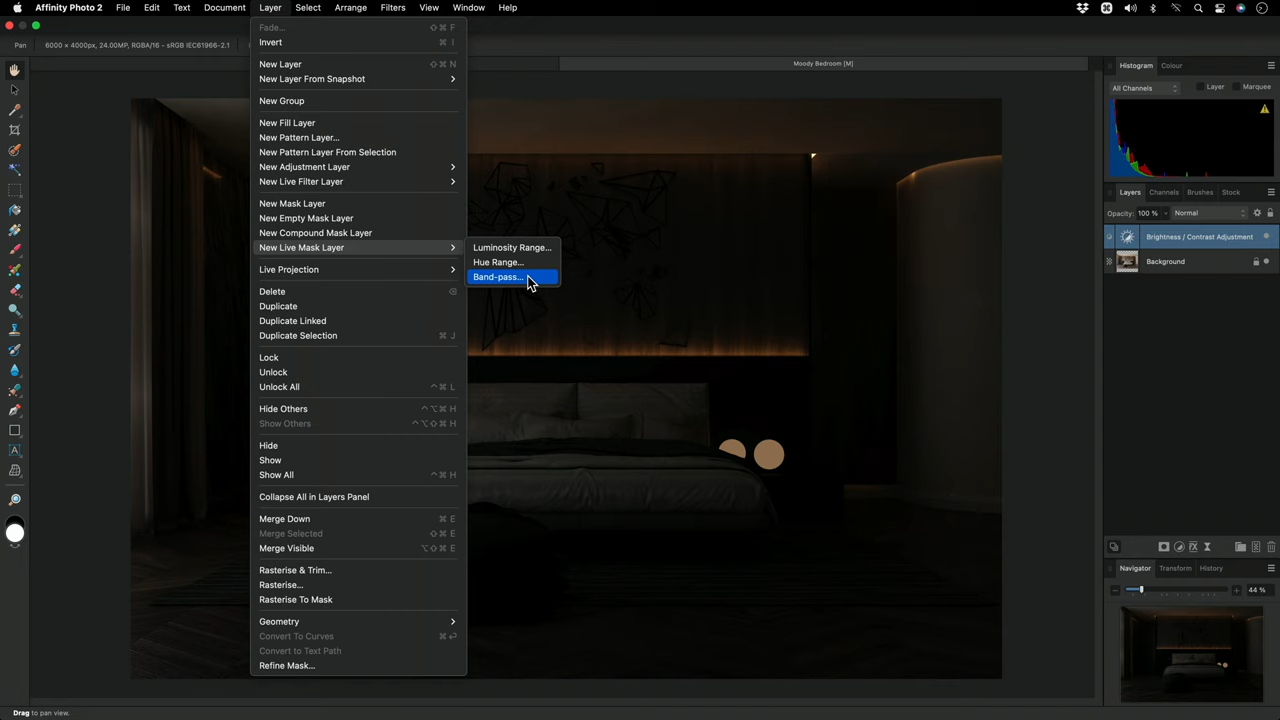 Affinity Photo 2 File Edit Text Document Layer Select Arrange Filters View Window Help
Pan 6000 × 4000px, 24.00MP, RGBA/16 - sRGB IEC61966-2.1
Moody Bedroom [M]
Fade... ⇧⌘ F
Invert ⌘ I
New Layer ⇧⌘ N
New Layer From Snapshot
New Group
New Fill Layer
New Pattern Layer...
New Pattern Layer From Selection
New Adjustment Layer
New Live Filter Layer
New Mask Layer
New Empty Mask Layer
New Compound Mask Layer
New Live Mask Layer
Live Projection
Delete
Duplicate
Duplicate Linked
Duplicate Selection ⌘ J
Lock
Unlock
Unlock All ^⌘ L
Hide Others ^⌥⌘ H
Show Others ^⌥⇧⌘ H
Hide
Show
Show All ^⌘ H
Collapse All in Layers Panel
Merge Down ⌘ E
Merge Selected ⇧⌘ E
Merge Visible ⌥⇧⌘ E
Rasterise & Trim...
Rasterise...
Rasterise To Mask
Geometry
Convert To Curves ⌘↩
Convert to Text Path
Refine Mask...
Luminosity Range...
Hue Range...
Band-pass...
Histogram Colour
All Channels Layer Marquee
Layers Channels Brushes Stock
Opacity: 100 % Normal
Brightness / Contrast Adjustment
Background
Navigator Transform History
44 %
Drag to pan view.